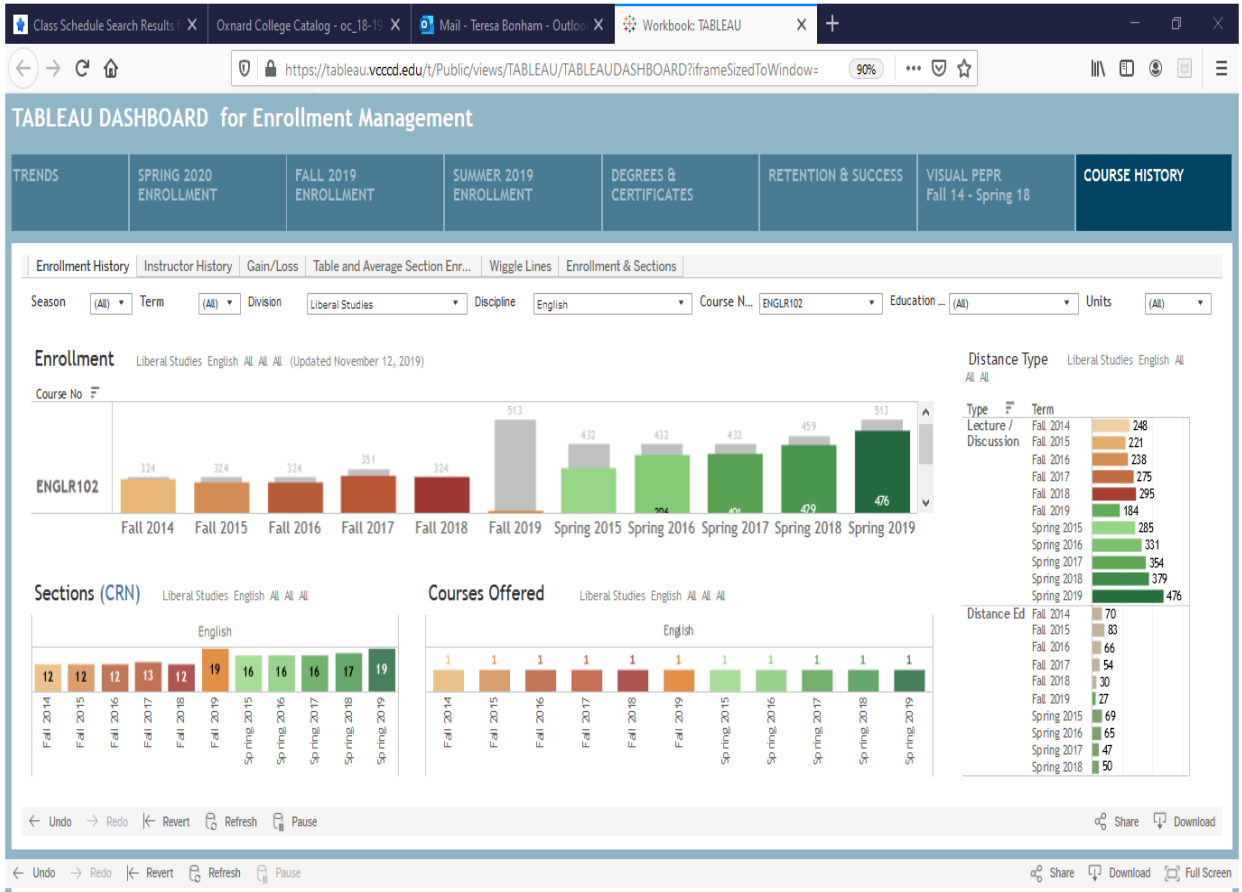 Class Schedule Search Results f
Oxnard College Catalog - oc_18-19
Mail - Teresa Bonham - Outloo
Workbook: TABLEAU
https://tableau.vcccd.edu/t/Public/views/TABLEAU/TABLEAUDASHBOARD?iframeSizedToWindow=
90%
TABLEAU DASHBOARD for Enrollment Management
TRENDS
SPRING 2020
ENROLLMENT
FALL 2019
ENROLLMENT
SUMMER 2019
ENROLLMENT
DEGREES &
CERTIFICATES
RETENTION & SUCCESS
VISUAL PEPR
Fall 14 - Spring 18
COURSE HISTORY
Enrollment History Instructor History Gain/Loss Table and Average Section Enr... Wiggle Lines Enrollment & Sections
Season (All) Term (All) Division Liberal Studies Discipline English Course N... ENGLR102 Education ... (All) Units (All)
Enrollment Liberal Studies English All All All (Updated November 12, 2019)
Course No
513 513
459
432 432 432
351
324 324 324 324
ENGLR102
476
429
Fall 2014 Fall 2015 Fall 2016 Fall 2017 Fall 2018 Fall 2019 Spring 2015 Spring 2016 Spring 2017 Spring 2018 Spring 2019
Sections (CRN) Liberal Studies English All All All
English
12 12 12 13 12 19 16 16 16 17 19
Fall 2014 Fall 2015 Fall 2016 Fall 2017 Fall 2018 Fall 2019 Spring 2015 Spring 2016 Spring 2017 Spring 2018 Spring 2019
Courses Offered Liberal Studies English All All All
English
1 1 1 1 1 1 1 1 1 1 1
Fall 2014 Fall 2015 Fall 2016 Fall 2017 Fall 2018 Fall 2019 Spring 2015 Spring 2016 Spring 2017 Spring 2018 Spring 2019
Distance Type Liberal Studies English All
All All
Type Term
Lecture / Fall 2014 248
Discussion Fall 2015 221
Fall 2016 238
Fall 2017 275
Fall 2018 295
Fall 2019 184
Spring 2015 285
Spring 2016 331
Spring 2017 354
Spring 2018 379
Spring 2019 476
Distance Ed Fall 2014 70
Fall 2015 83
Fall 2016 66
Fall 2017 54
Fall 2018 30
Fall 2019 27
Spring 2015 69
Spring 2016 65
Spring 2017 47
Spring 2018 50
Undo Redo Revert Refresh Pause Share Download
Undo Redo Revert Refresh Pause Share Download Full Screen